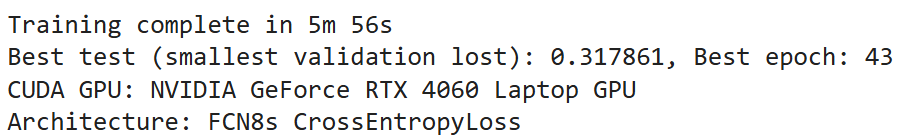 Training complete in 5m 56s
Best test (smallest validation lost): 0.317861, Best epoch: 43
CUDA GPU: NVIDIA GeForce RTX 4060 Laptop GPU
Architecture: FCN8s CrossEntropyLoss